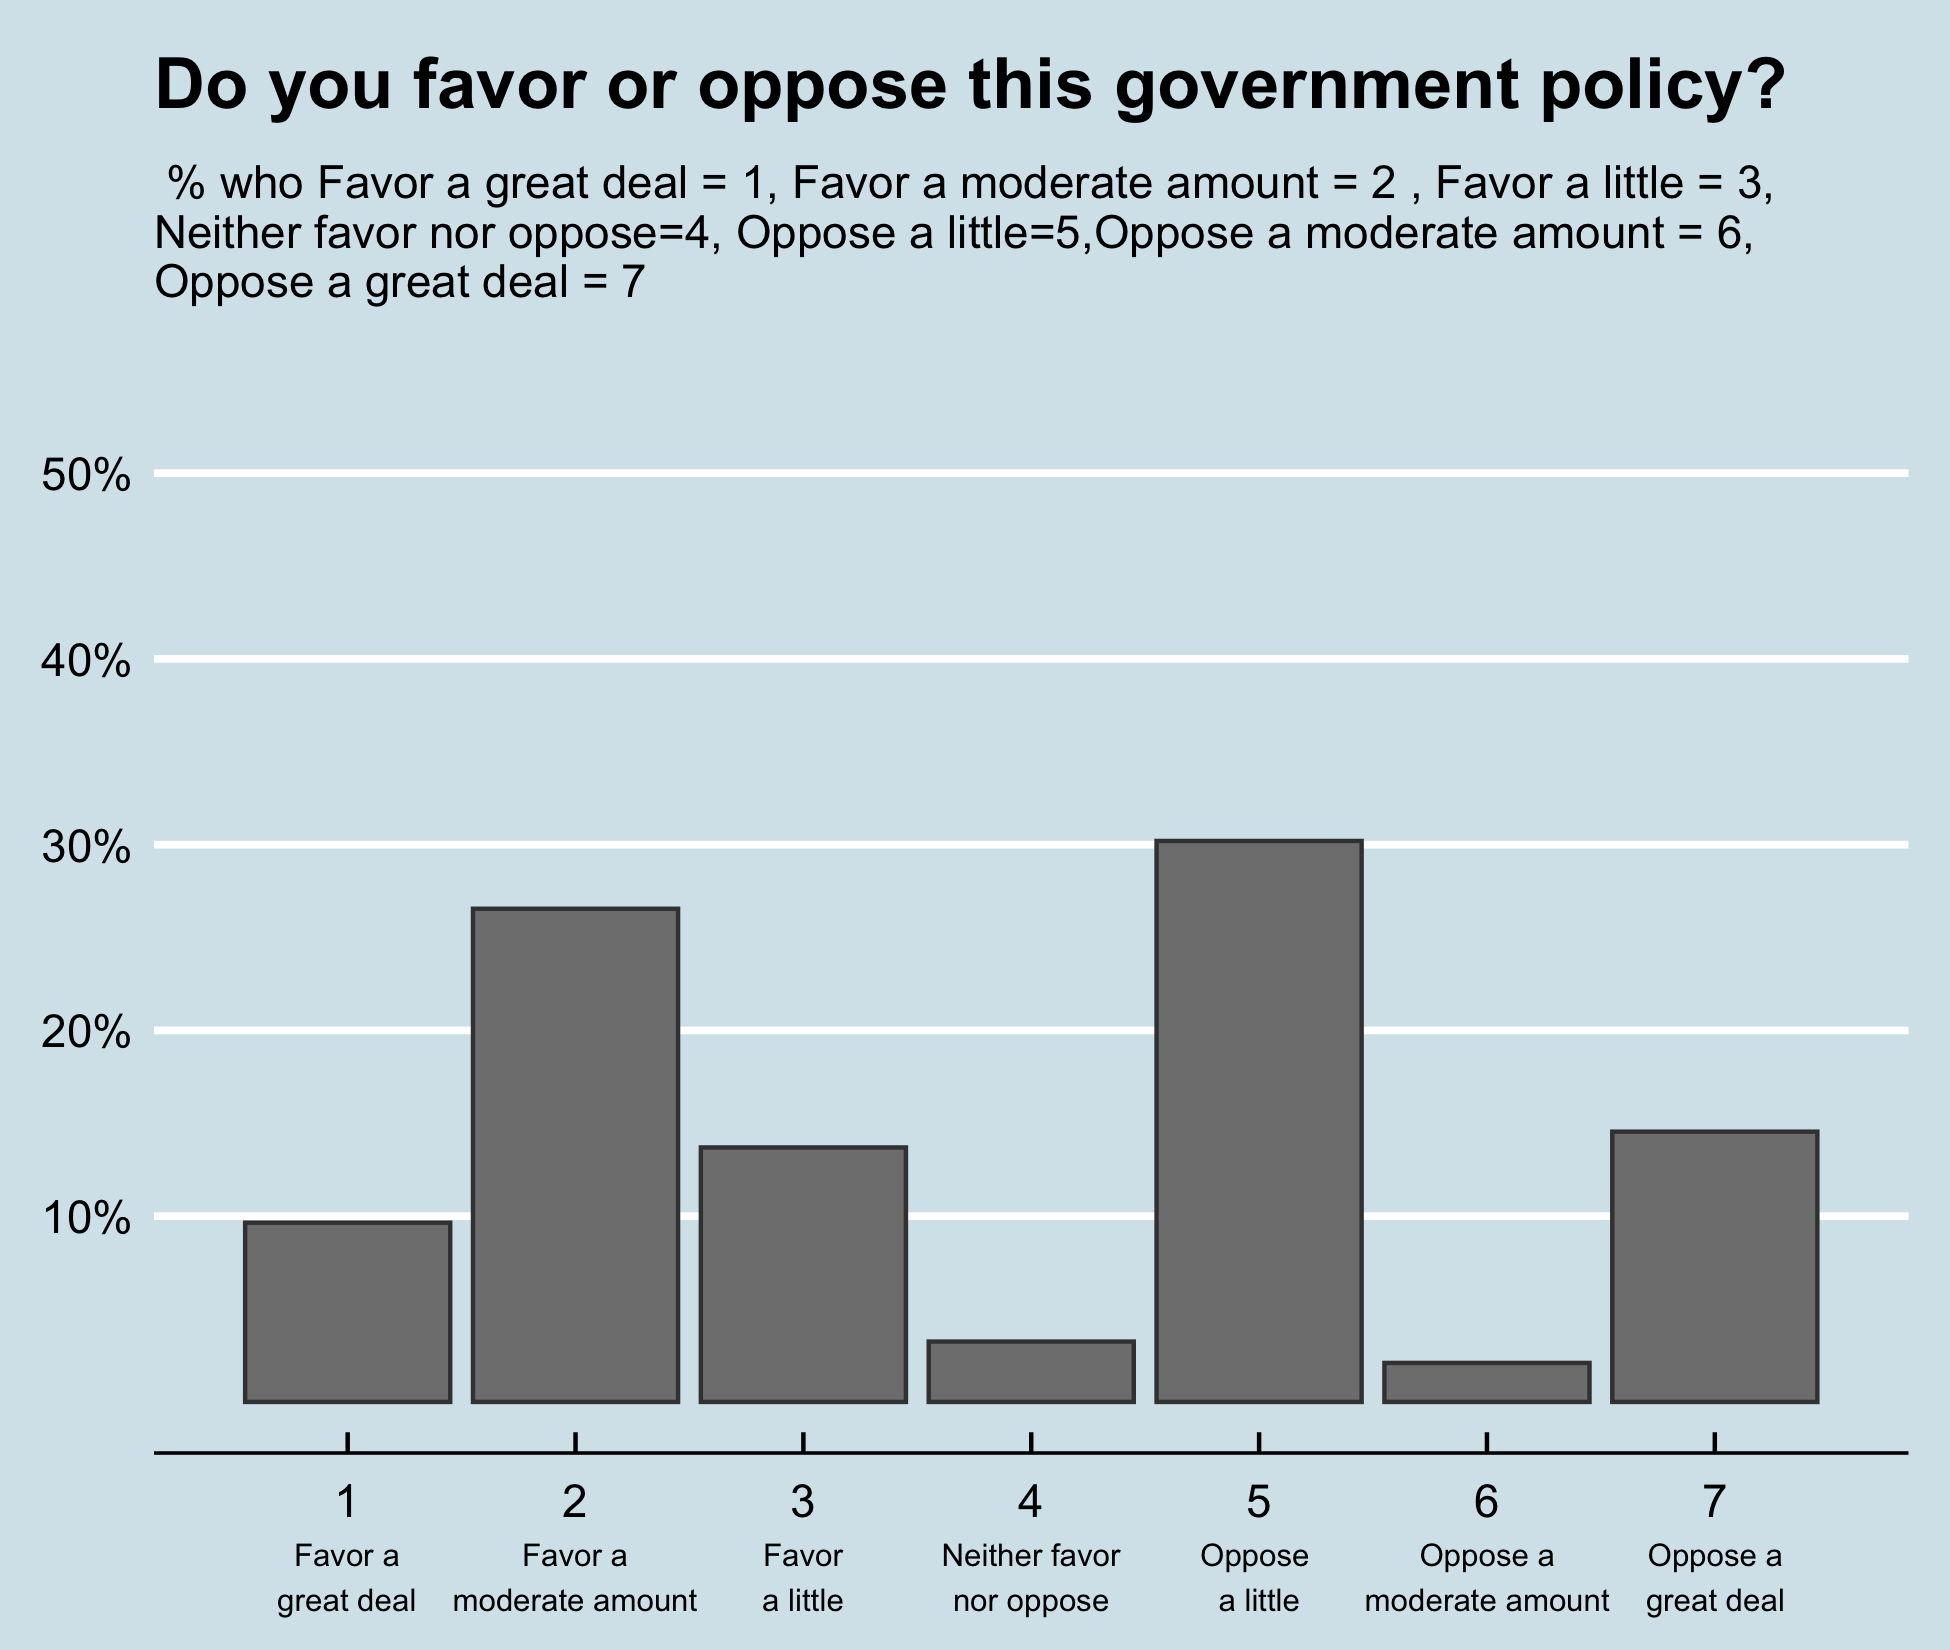 Do you favor or oppose this government policy?
% who Favor a great deal = 1, Favor a moderate amount = 2 , Favor a little = 3,
Neither favor nor oppose=4, Oppose a little=5,Oppose a moderate amount = 6,
Oppose a great deal = 7
50%
40%
30%
20%
10%
1 2 3 4 5 6 7
Favor a Favor a Favor Neither favor Oppose Oppose a Oppose a
great deal moderate amount a little nor oppose a little moderate amount great deal